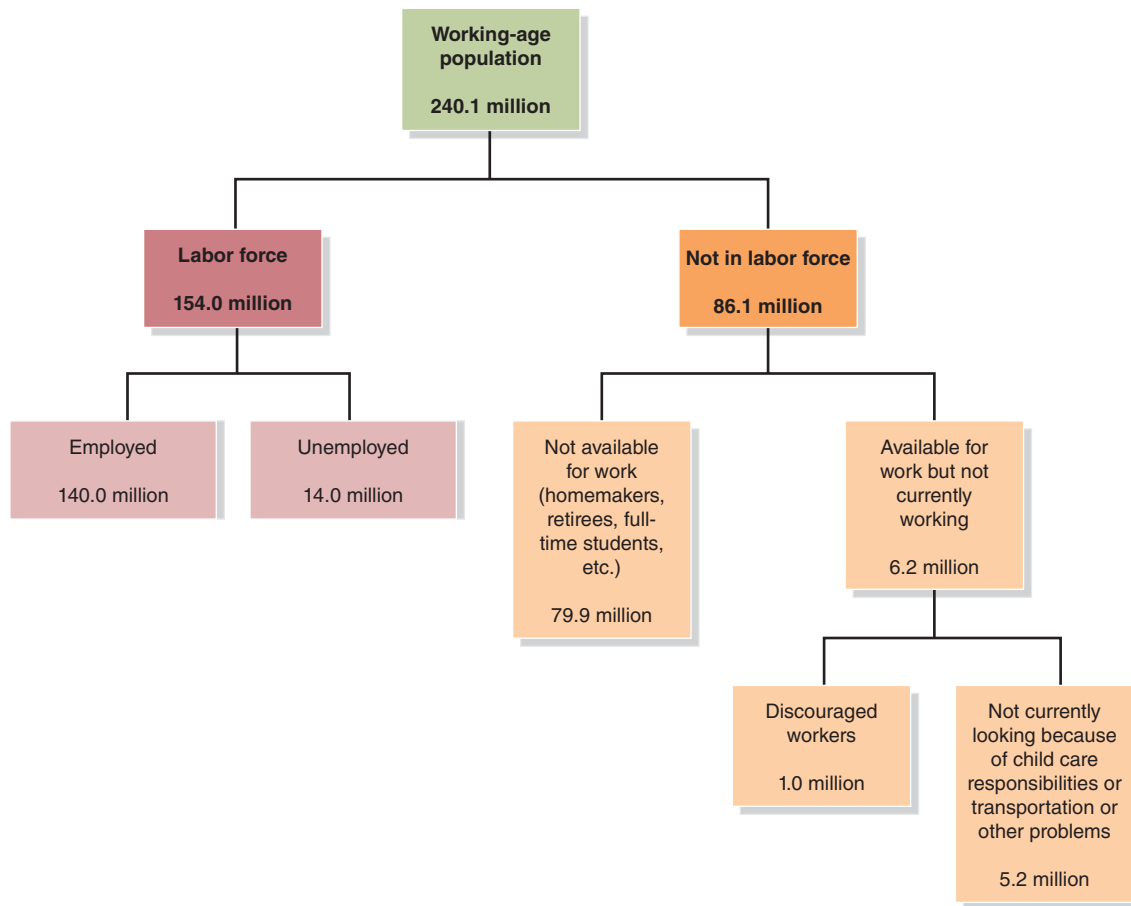 Working-age
population
240.1 million
Labor force
154.0 million
Not in labor force
86.1 million
Employed
140.0 million
Unemployed
14.0 million
Not available
for work
(homemakers,
retirees, full-
time students,
etc.)
79.9 million
Available for
work but not
currently
working
6.2 million
Discouraged
workers
1.0 million
Not currently
looking because
of child care
responsibilities or
transportation or
other problems
5.2 million